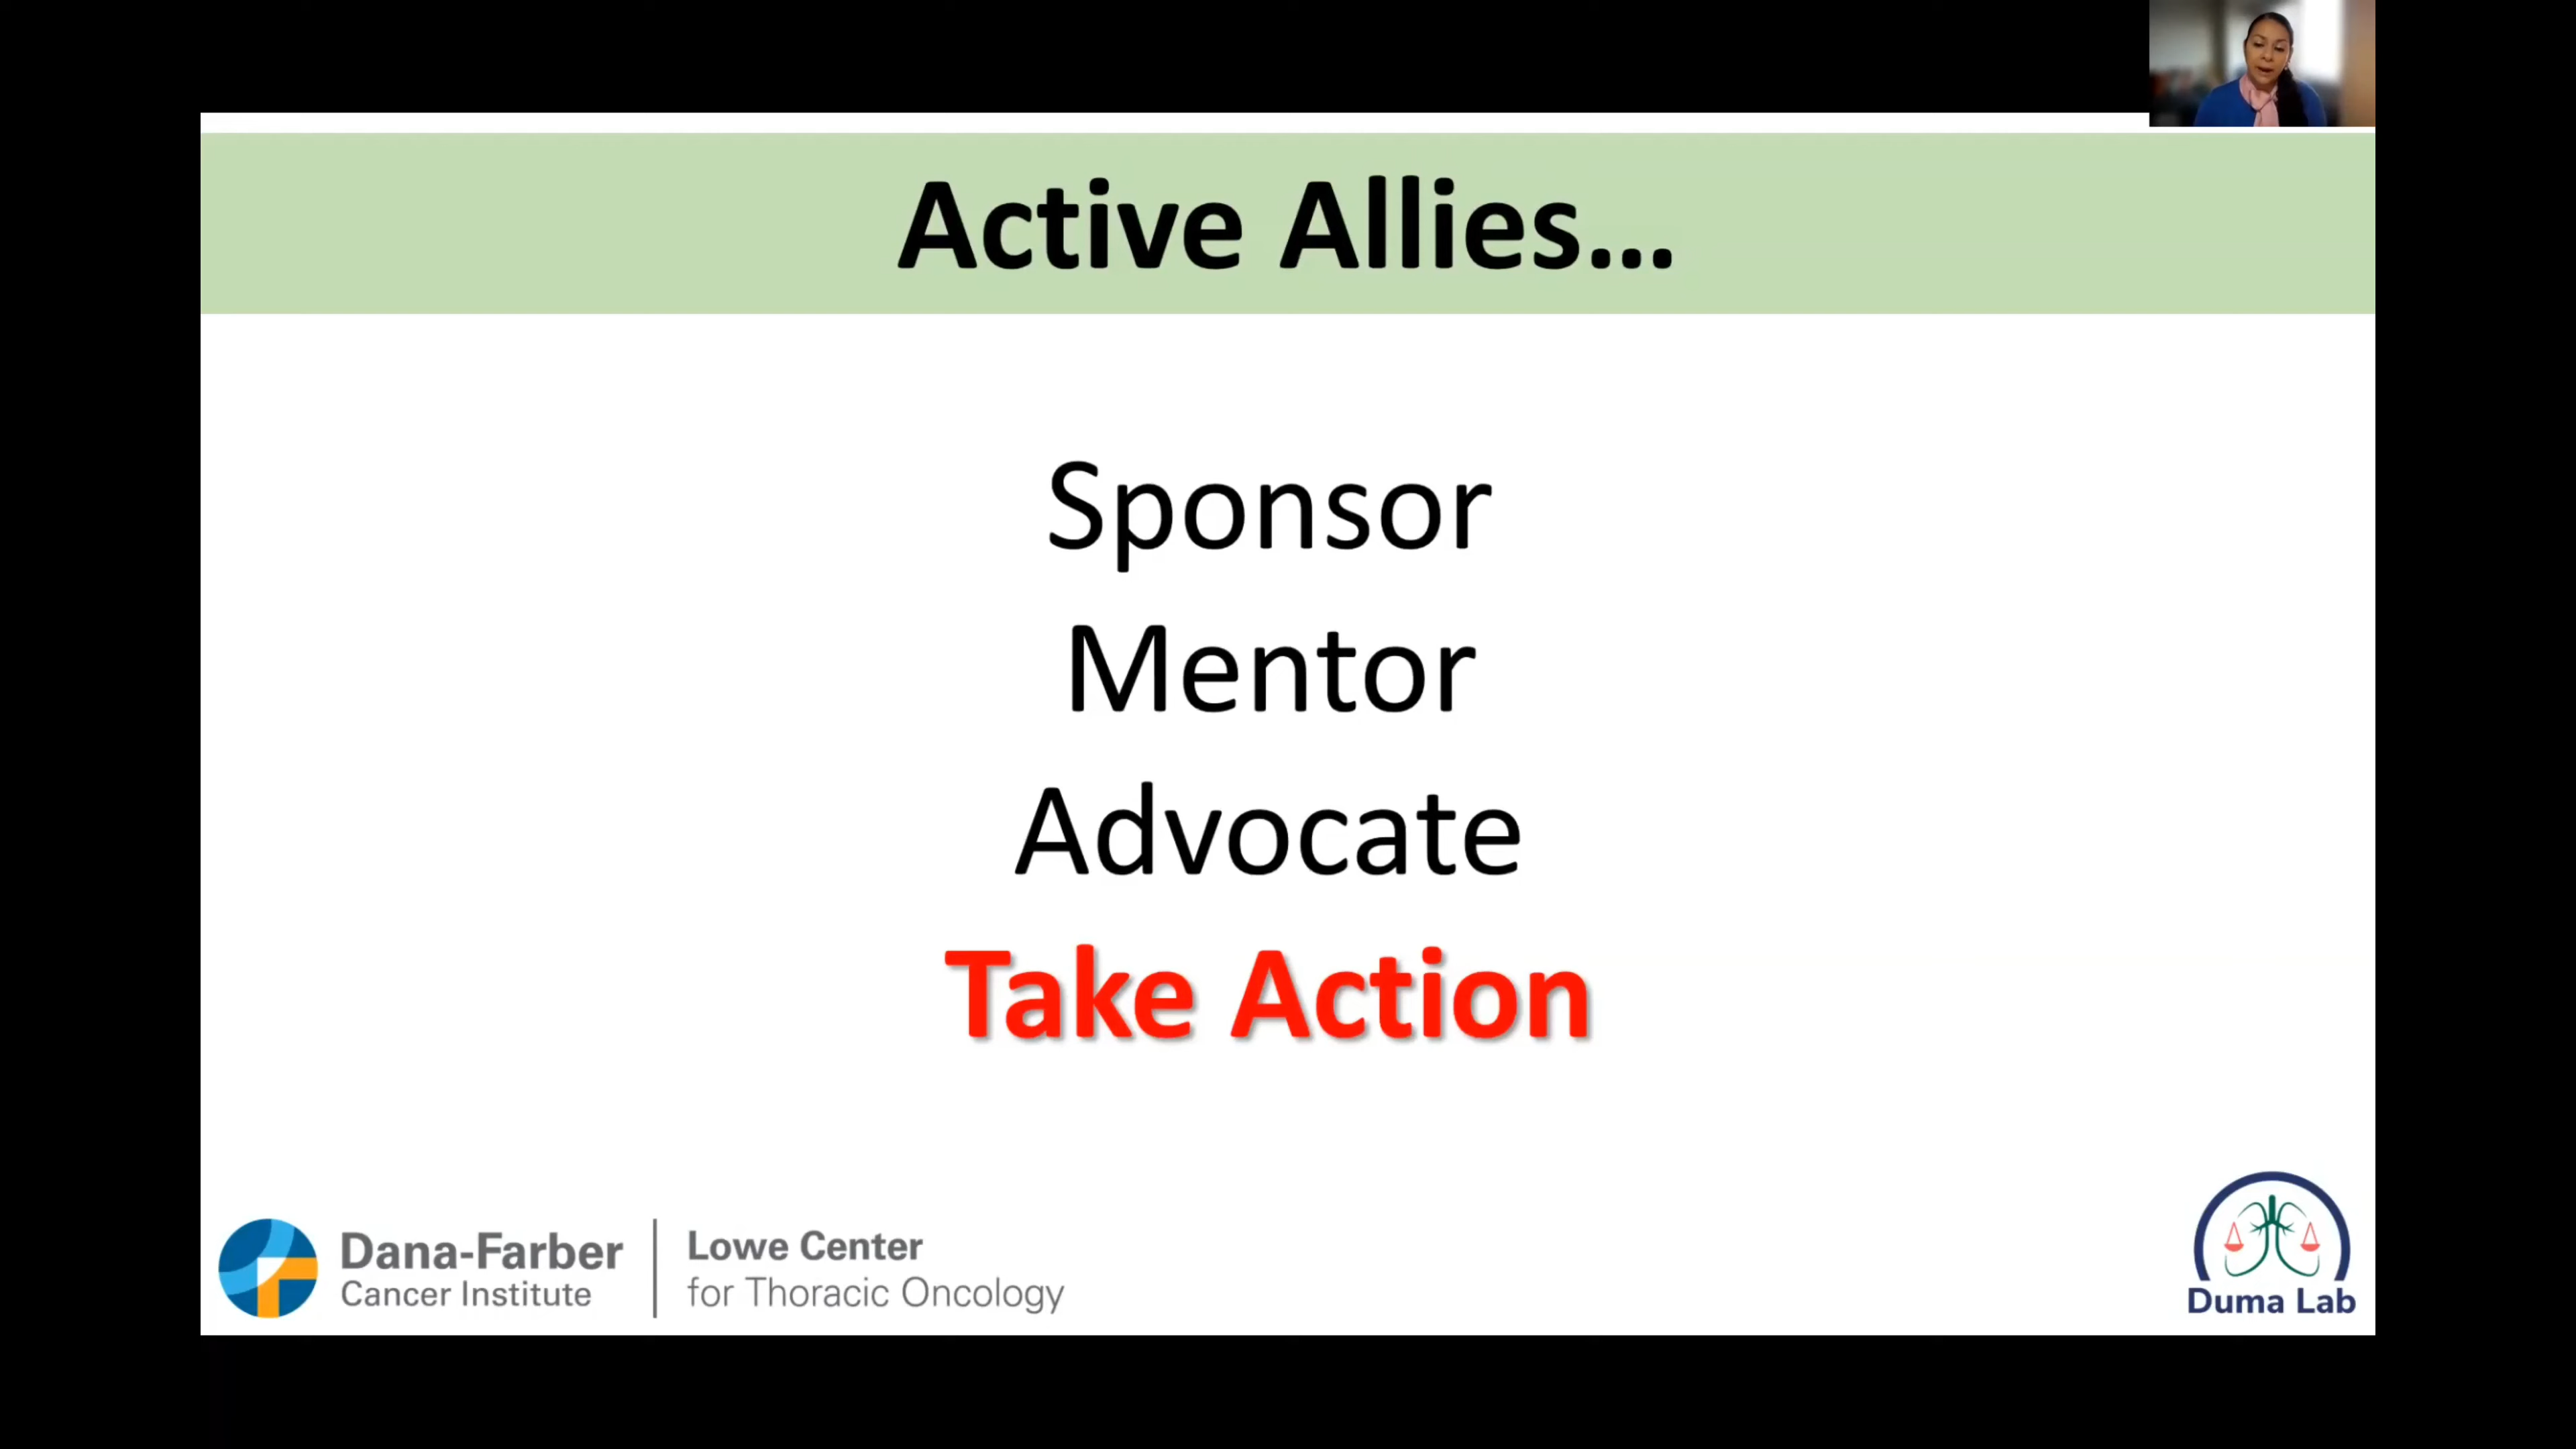 Active Allies...
Sponsor
Mentor
Advocate
Take Action
Dana-Farber
Cancer Institute
Lowe Center
for Thoracic Oncology
Duma Lab